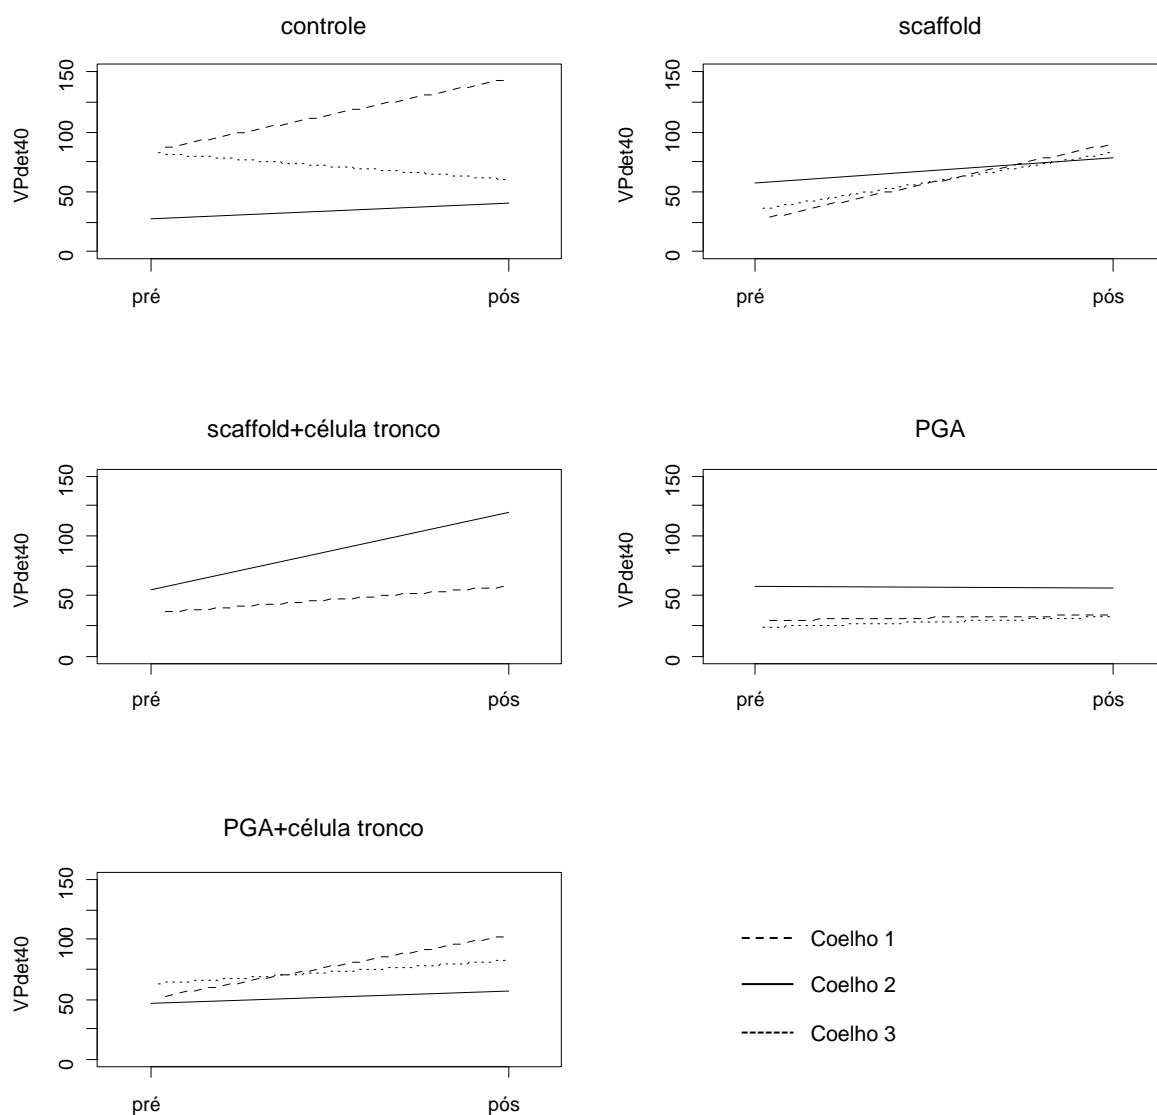 controle
VPdet40
0
50
100
150
pré
pós
scaffold
VPdet40
0
50
100
150
pré
pós
scaffold+célula tronco
VPdet40
0
50
100
150
pré
pós
PGA
VPdet40
0
50
100
150
pré
pós
PGA+célula tronco
VPdet40
0
50
100
150
pré
pós
Coelho 1
Coelho 2
Coelho 3